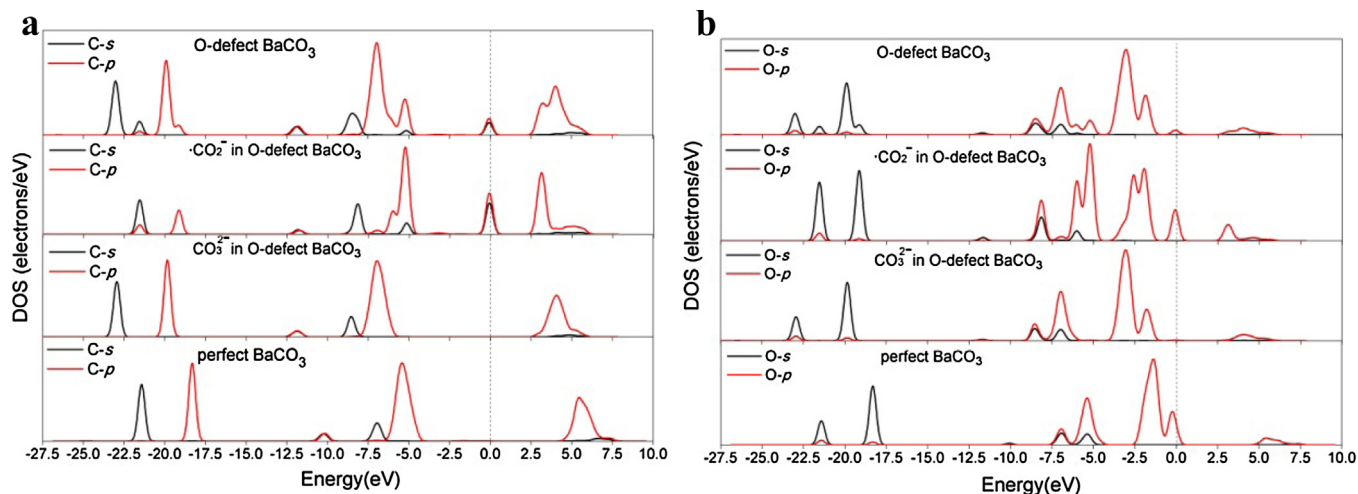 a
C-s
C-p
O-defect BaCO3
C-s
C-p
·CO2⁻ in O-defect BaCO3
C-s
C-p
CO3²⁻ in O-defect BaCO3
C-s
C-p
perfect BaCO3
DOS (electrons/eV)
-27.5 -25.0 -22.5 -20.0 -17.5 -15.0 -12.5 -10.0 -7.5 -5.0 -2.5 0.0 2.5 5.0 7.5 10.0
Energy(eV)
b
O-s
O-p
O-defect BaCO3
O-s
O-p
·CO2⁻ in O-defect BaCO3
O-s
O-p
CO3²⁻ in O-defect BaCO3
O-s
O-p
perfect BaCO3
DOS (electrons/eV)
-27.5 -25.0 -22.5 -20.0 -17.5 -15.0 -12.5 -10.0 -7.5 -5.0 -2.5 0.0 2.5 5.0 7.5 10.0
Energy(eV)